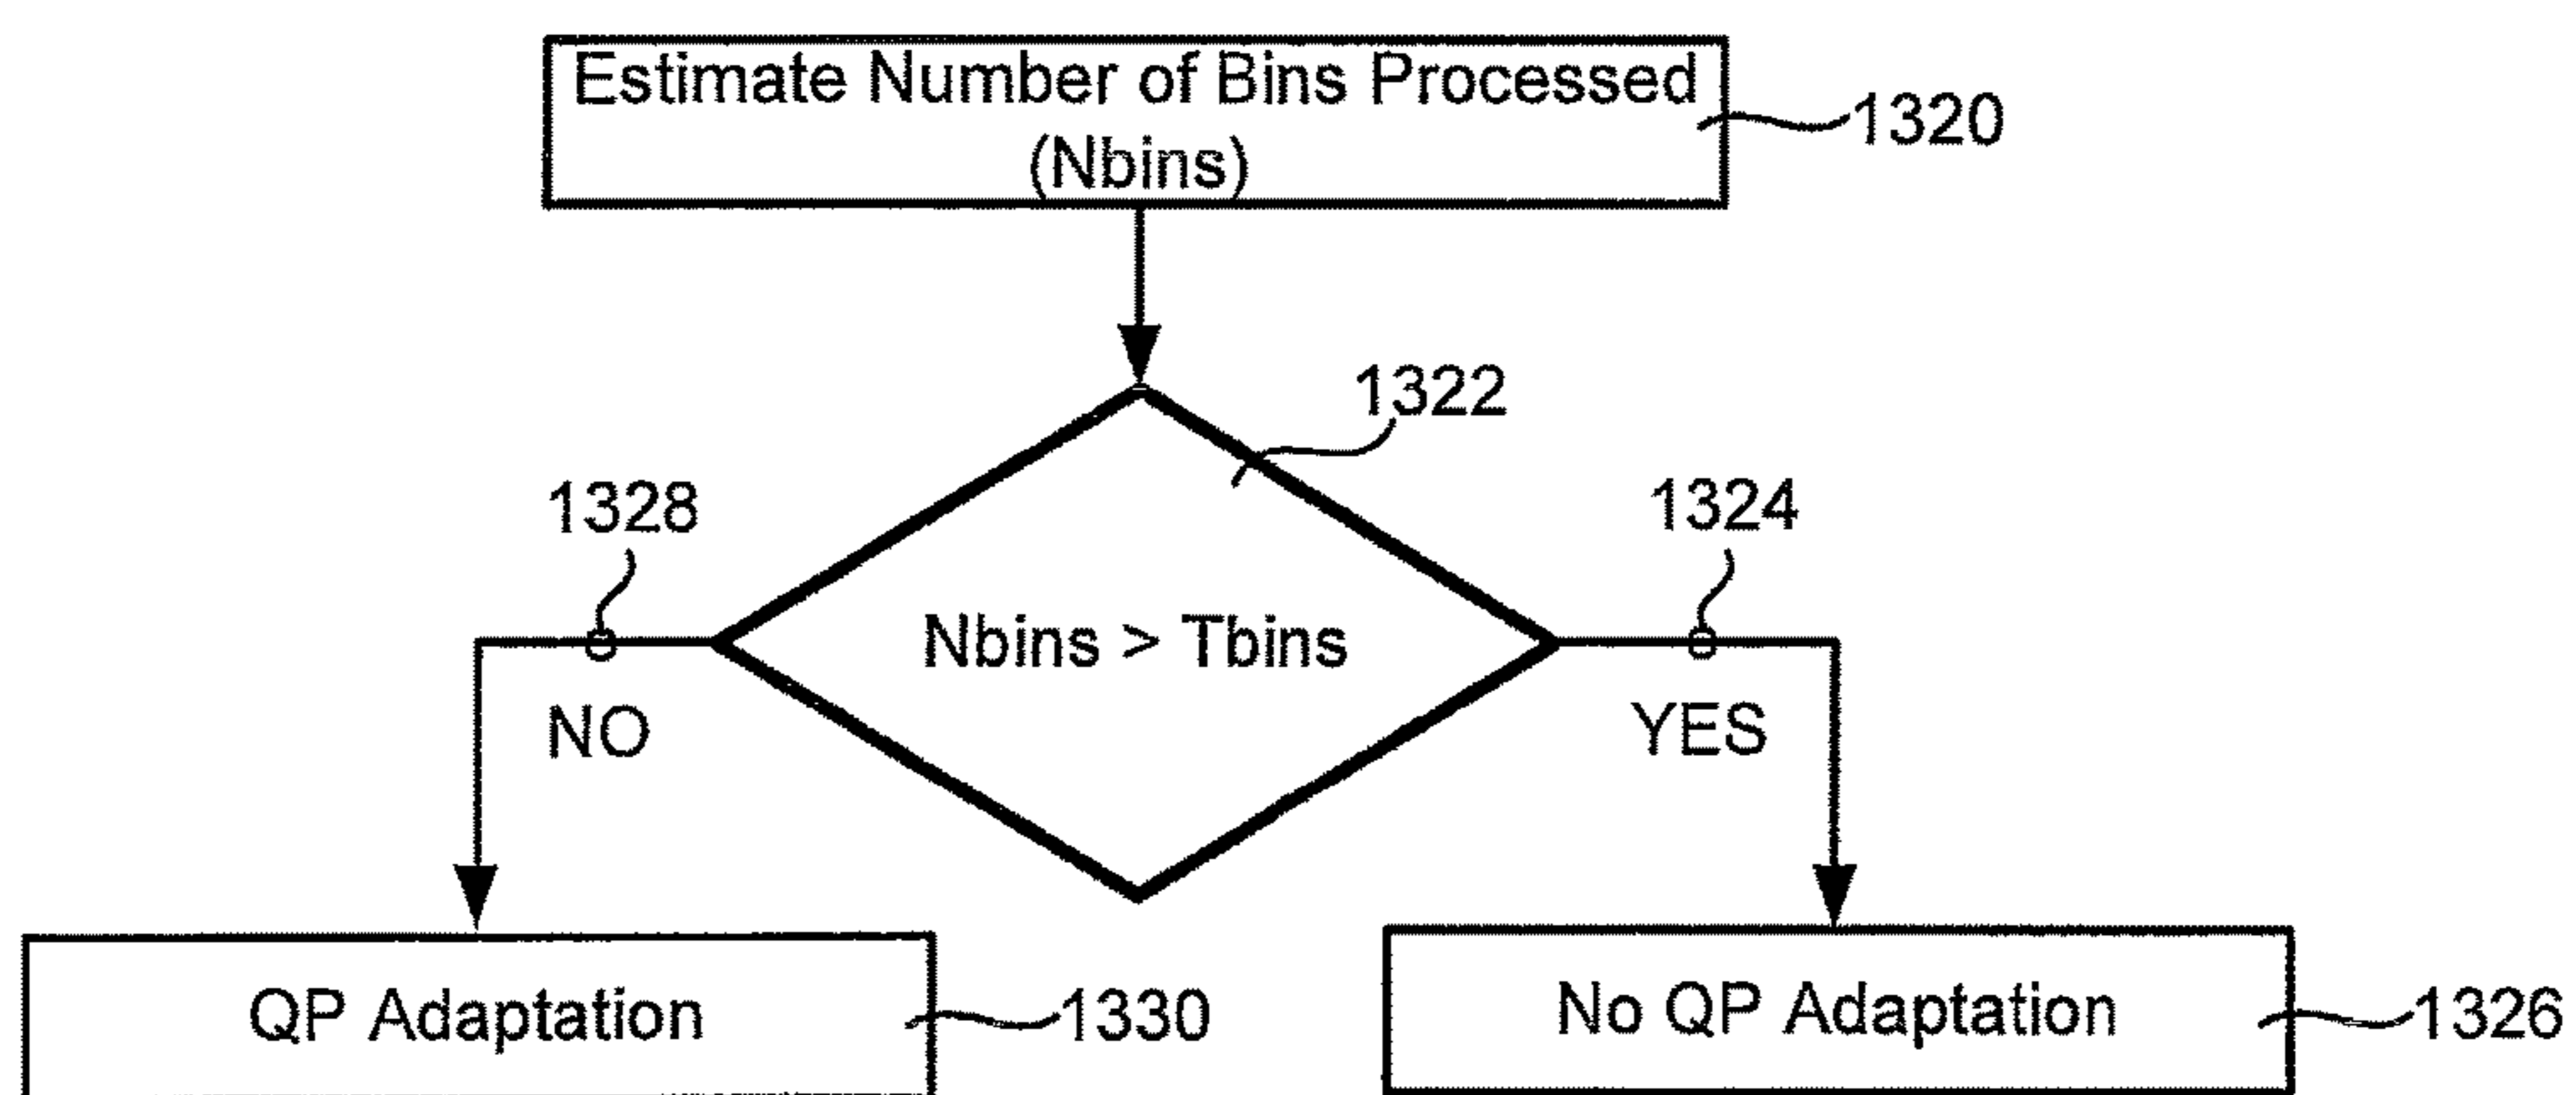 Estimate Number of Bins Processed
(Nbins)
1320
1322
1328
1324
Nbins > Tbins
NO
YES
QP Adaptation
1330
No QP Adaptation
1326